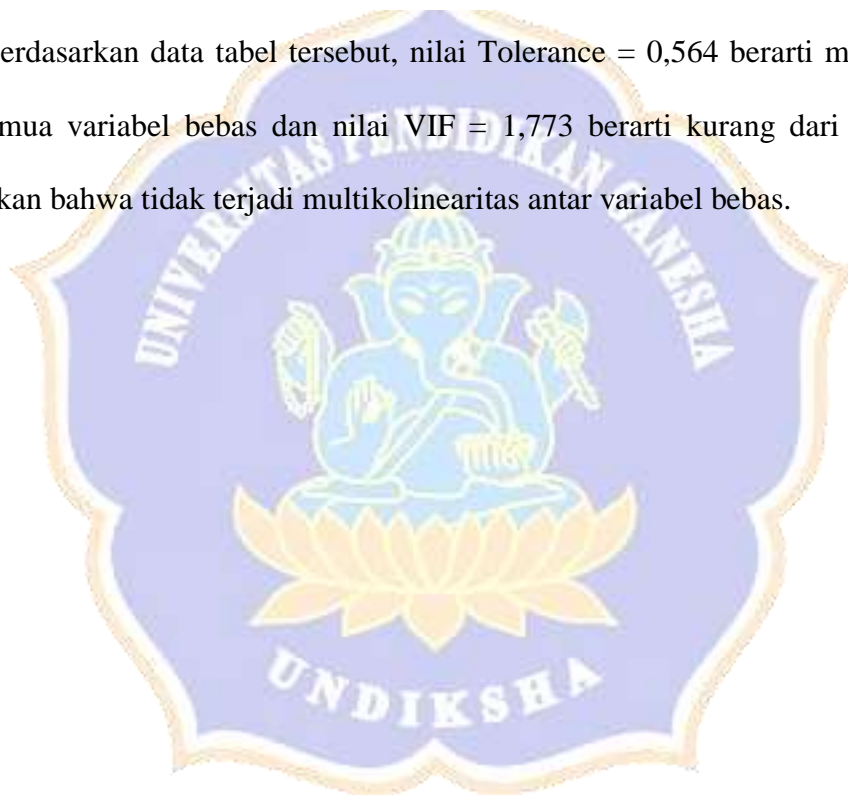 erdasarkan data tabel tersebut, nilai Tolerance = 0,564 berarti m
mua variabel bebas dan nilai VIF = 1,773 berarti kurang dari
kan bahwa tidak terjadi multikolinearitas antar variabel bebas.
UNIVERSITAS PENDIDIKAN GANESHA
UNDIKSHA